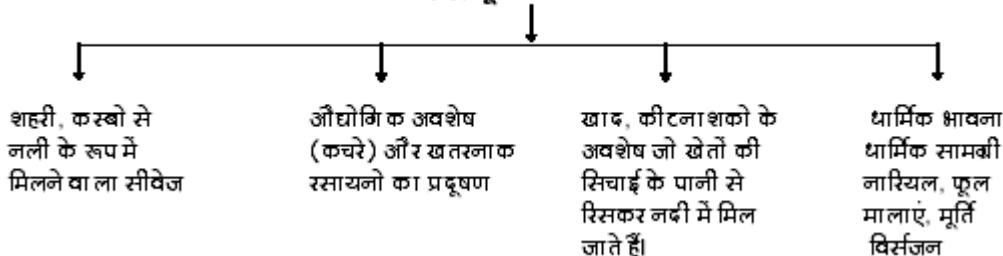 शहरी, कस्बो से
नली के रूप में
मिलने वाला सीवेज
औद्योगिक अवशेष
(कचरे) और खतरनाक
रसायनो का प्रदूषण
खाद, कीटनाशको के
अवशेष जो खेतों की
सिचाई के पानी से
रिसकर नदी में मिल
जाते हैं।
धार्मिक भावना
धार्मिक सामग्री
नारियल, फूल
मालाएं, मूर्ति
विर्सजन